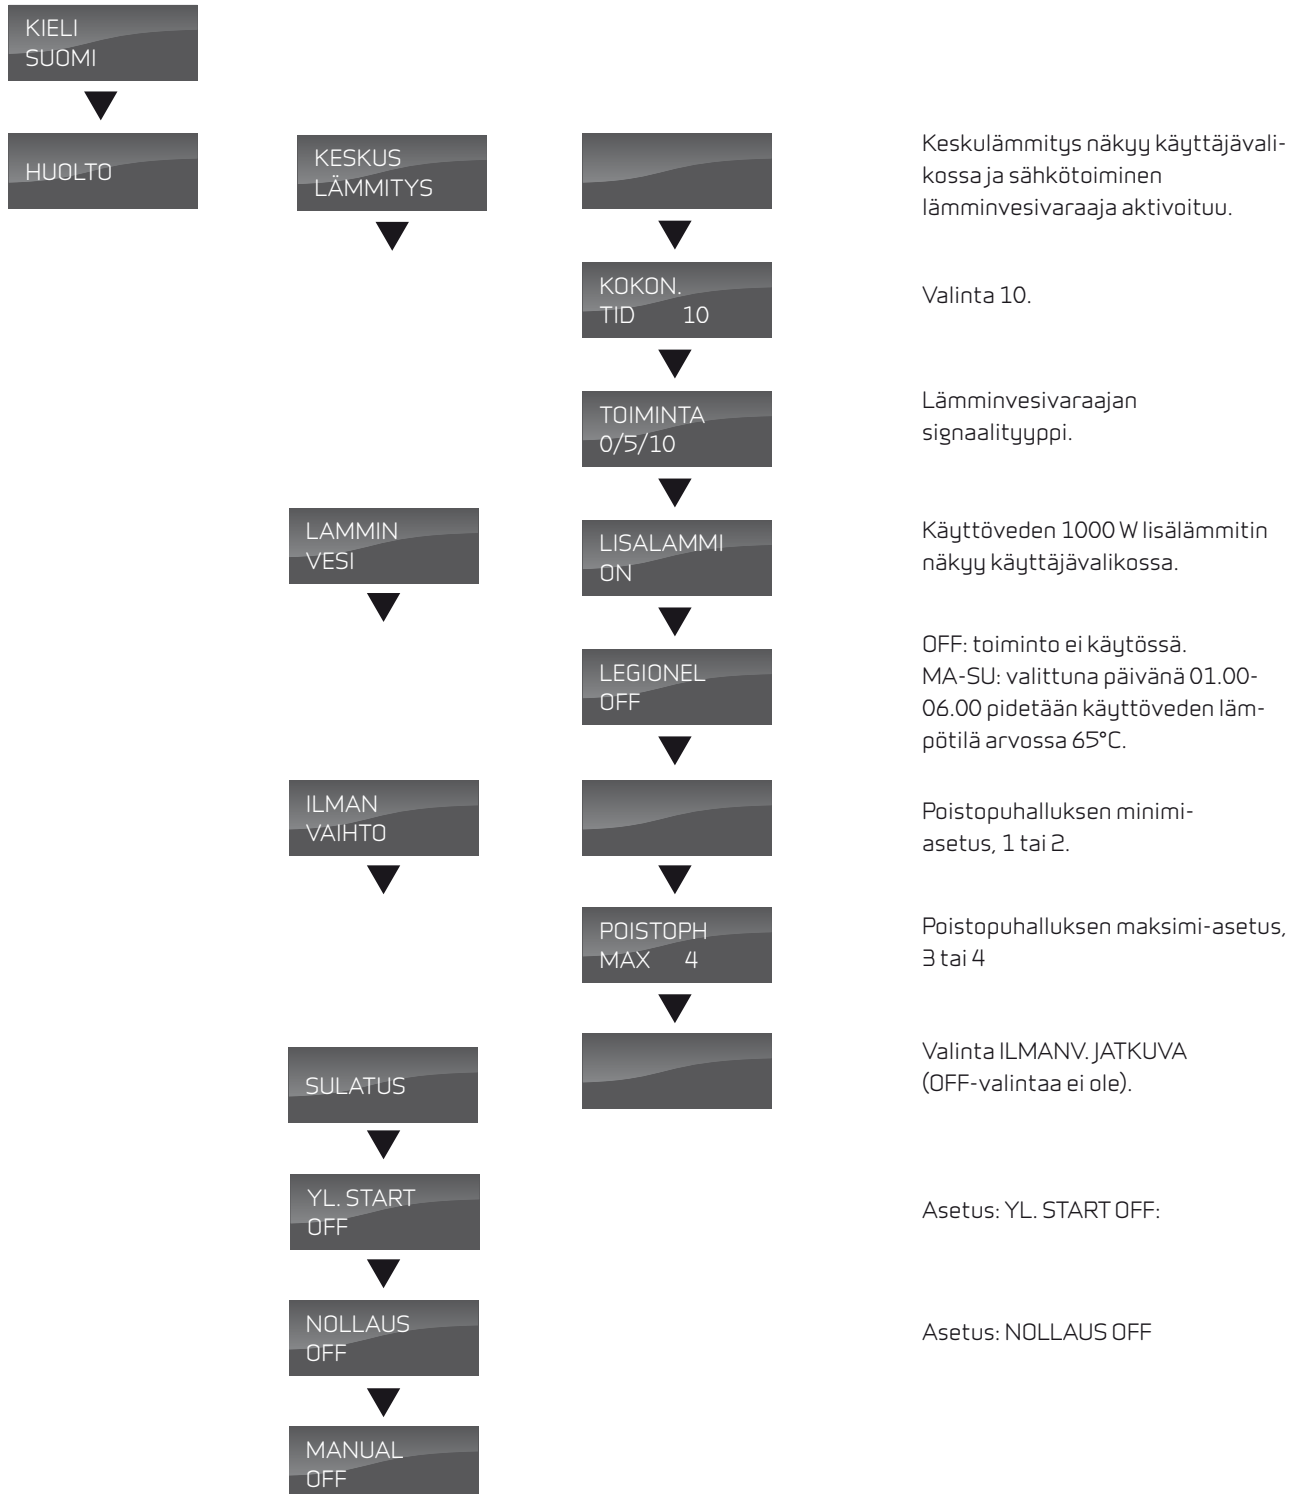 KIELI
SUOMI
HUOLTO
KESKUS
LÄMMITYS
Keskulämmitys näkyy käyttäjävali-
kossa ja sähkötoiminen
lämminvesivaraaja aktivoituu.
KOKON.
TID 10
Valinta 10.
TOIMINTA
0/5/10
Lämminvesivaraajan
signaalityyppi.
LAMMIN
VESI
LISALAMMI
ON
Käyttöveden 1000 W lisälämmitin
näkyy käyttäjävalikossa.
LEGIONEL
OFF
OFF: toiminto ei käytössä.
MA-SU: valittuna päivänä 01.00-
06.00 pidetään käyttöveden läm-
pötilä arvossa 65°C.
ILMAN
VAIHTO
Poistopuhalluksen minimi-
asetus, 1 tai 2.
POISTOPH
MAX 4
Poistopuhalluksen maksimi-asetus,
3 tai 4
SULATUS
Valinta ILMANV. JATKUVA
(OFF-valintaa ei ole).
YL. START
OFF
Asetus: YL. START OFF:
NOLLAUS
OFF
Asetus: NOLLAUS OFF
MANUAL
OFF